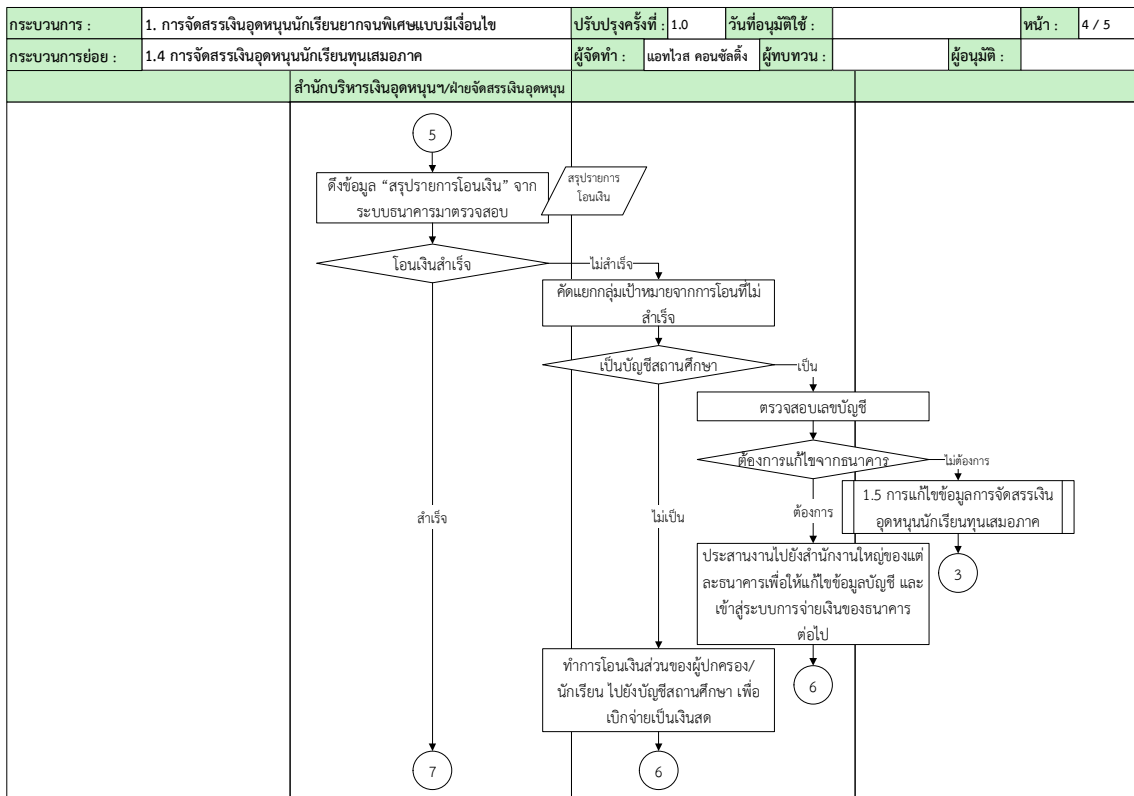 กระบวนการ : 1. การจัดสรรเงินอุดหนุนนักเรียนยากจนพิเศษแบบมีเงื่อนไข ปรับปรุงครั้งที่ : 1.0 วันที่อนุมัติใช้ : หน้า : 4 / 5
กระบวนการย่อย : 1.4 การจัดสรรเงินอุดหนุนนักเรียนทุนเสมอภาค ผู้จัดทำ : แอทไวส คอนซัลติ้ง ผู้ทบทวน : ผู้อนุมัติ :
สำนักบริหารเงินอุดหนุนฯ/ฝ่ายจัดสรรเงินอุดหนุน
5
ดึงข้อมูล “สรุปรายการโอนเงิน” จาก
ระบบธนาคารมาตรวจสอบ
สรุปรายการ
โอนเงิน
โอนเงินสำเร็จ
ไม่สำเร็จ
คัดแยกกลุ่มเป้าหมายจากการโอนที่ไม่
สำเร็จ
เป็นบัญชีสถานศึกษา
เป็น
ตรวจสอบเลขบัญชี
ต้องการแก้ไขจากธนาคาร
ไม่ต้องการ
1.5 การแก้ไขข้อมูลการจัดสรรเงิน
อุดหนุนนักเรียนทุนเสมอภาค
สำเร็จ
ไม่เป็น
ต้องการ
3
ประสานงานไปยังสำนักงานใหญ่ของแต่
ละธนาคารเพื่อให้แก้ไขข้อมูลบัญชี และ
เข้าสู่ระบบการจ่ายเงินของธนาคาร
ต่อไป
6
ทำการโอนเงินส่วนของผู้ปกครอง/
นักเรียน ไปยังบัญชีสถานศึกษา เพื่อ
เบิกจ่ายเป็นเงินสด
7
6